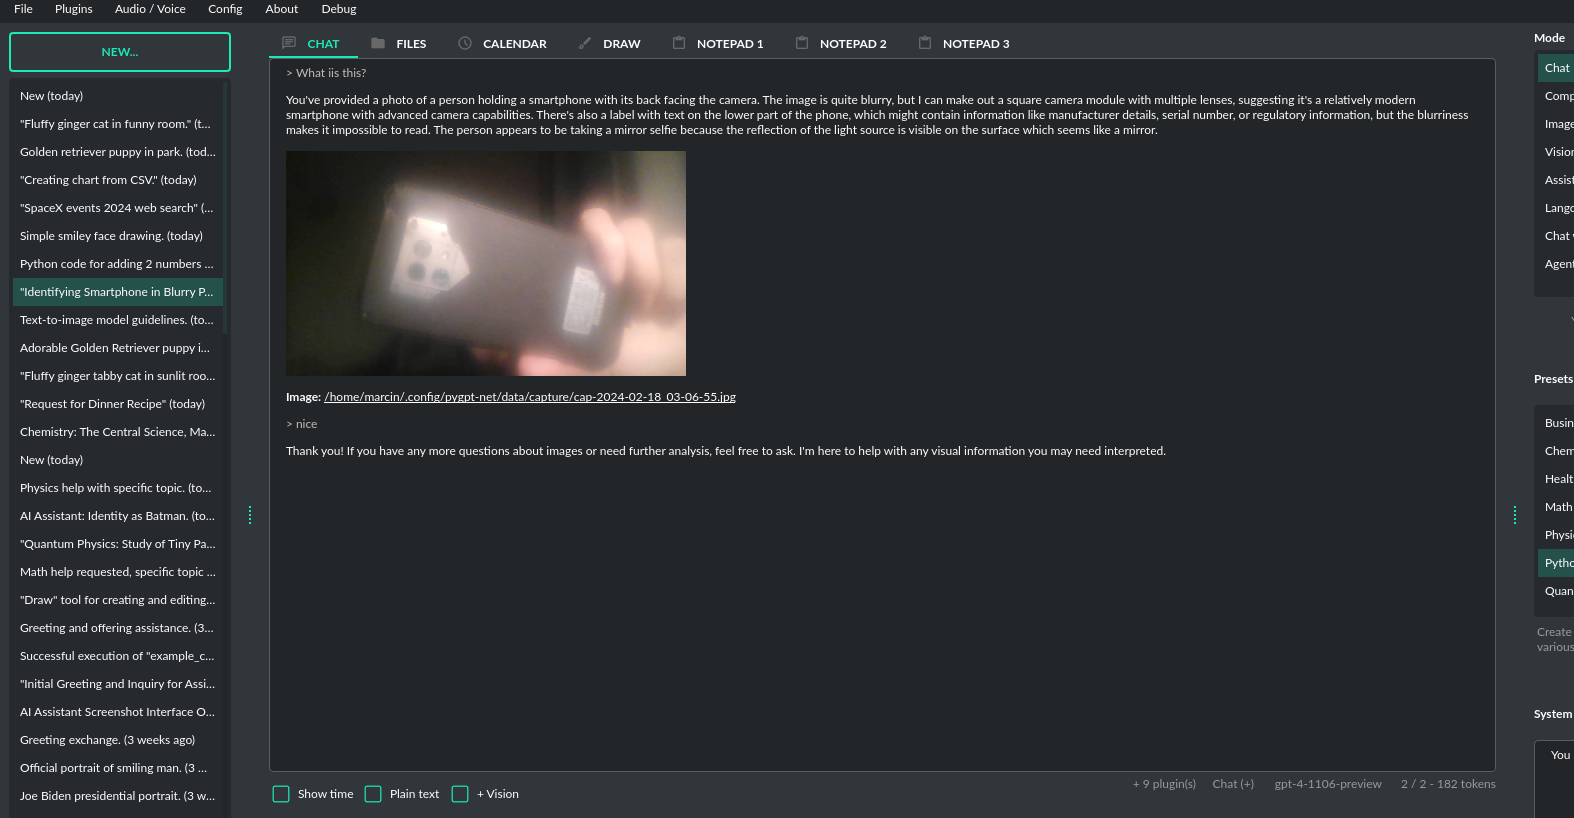 File Plugins Audio / Voice Config About Debug
NEW...
New (today)
"Fluffy ginger cat in funny room." (t...
Golden retriever puppy in park. (tod...
"Creating chart from CSV." (today)
"SpaceX events 2024 web search" (...
Simple smiley face drawing. (today)
Python code for adding 2 numbers ...
"Identifying Smartphone in Blurry P...
Text-to-image model guidelines. (to...
Adorable Golden Retriever puppy i...
"Fluffy ginger tabby cat in sunlit roo...
"Request for Dinner Recipe" (today)
Chemistry: The Central Science, Ma...
New (today)
Physics help with specific topic. (to...
AI Assistant: Identity as Batman. (to...
"Quantum Physics: Study of Tiny Pa...
Math help requested, specific topic ...
"Draw" tool for creating and editing...
Greeting and offering assistance. (3...
Successful execution of "example_c...
"Initial Greeting and Inquiry for Assi...
AI Assistant Screenshot Interface O...
Greeting exchange. (3 weeks ago)
Official portrait of smiling man. (3 ...
Joe Biden presidential portrait. (3 w...
CHAT FILES CALENDAR DRAW NOTEPAD 1 NOTEPAD 2 NOTEPAD 3
> What iis this?
You've provided a photo of a person holding a smartphone with its back facing the camera. The image is quite blurry, but I can make out a square camera module with multiple lenses, suggesting it's a relatively modern
smartphone with advanced camera capabilities. There's also a label with text on the lower part of the phone, which might contain information like manufacturer details, serial number, or regulatory information, but the blurriness
makes it impossible to read. The person appears to be taking a mirror selfie because the reflection of the light source is visible on the surface which seems like a mirror.
Image: /home/marcin/.config/pygpt-net/data/capture/cap-2024-02-18_03-06-55.jpg
> nice
Thank you! If you have any more questions about images or need further analysis, feel free to ask. I'm here to help with any visual information you may need interpreted.
Show time Plain text + Vision
+ 9 plugin(s) Chat (+) gpt-4-1106-preview 2 / 2 - 182 tokens
Mode
Chat
Comp
Image
Vision
Assist
Langc
Chat
Agent
Presets
Busin
Chem
Healt
Math
Physi
Pytho
Quan
Create
various
System
You